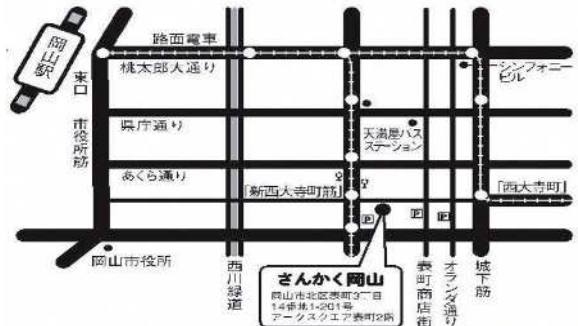 岡山駅
東口
路面電車
桃太郎大通り
シンフォニー
ビル
市役所筋
県庁通り
天満屋バス
ステーション
あくら通り
「新西大寺町筋」
「西大寺町」
P
P
P
岡山市役所
西川緑道
さんかく岡山
岡山市北区表町3丁目
14番地1-201号
アークスクエア表町2階
表町商店街
オランダ通り
城下筋